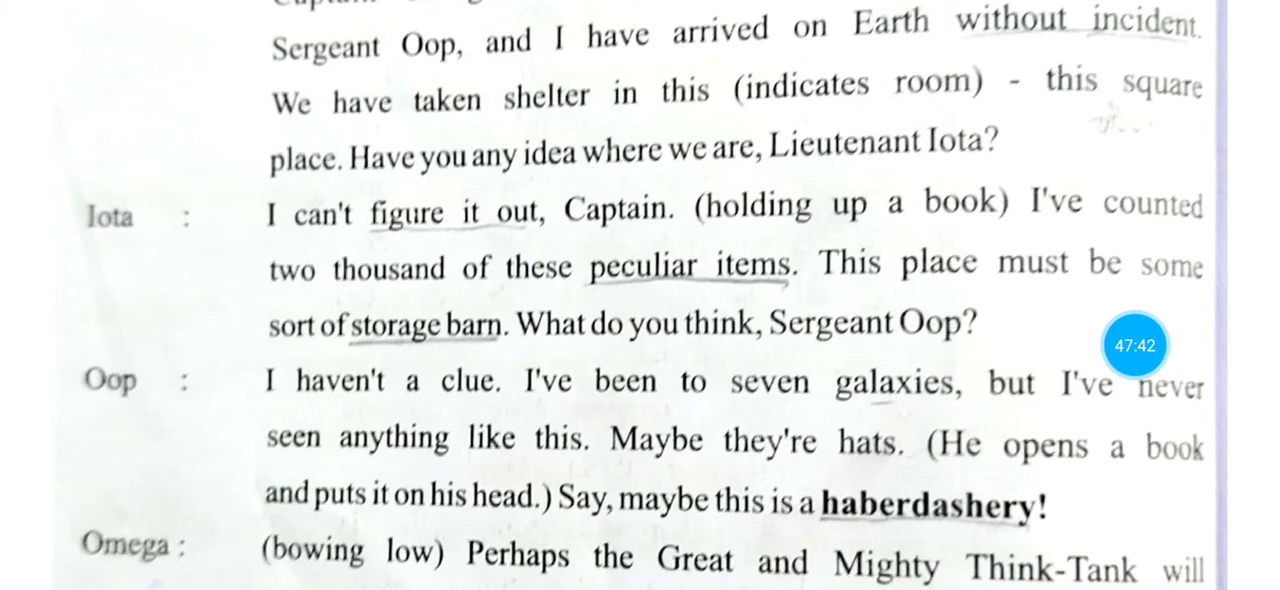 Sergeant Oop, and I have arrived on Earth without incident.
We have taken shelter in this (indicates room) - this square
place. Have you any idea where we are, Lieutenant Iota?
Iota : I can't figure it out, Captain. (holding up a book) I've counted
two thousand of these peculiar items. This place must be some
sort of storage barn. What do you think, Sergeant Oop?
47:42
Oop : I haven't a clue. I've been to seven galaxies, but I've never
seen anything like this. Maybe they're hats. (He opens a book
and puts it on his head.) Say, maybe this is a haberdashery!
Omega : (bowing low) Perhaps the Great and Mighty Think-Tank will